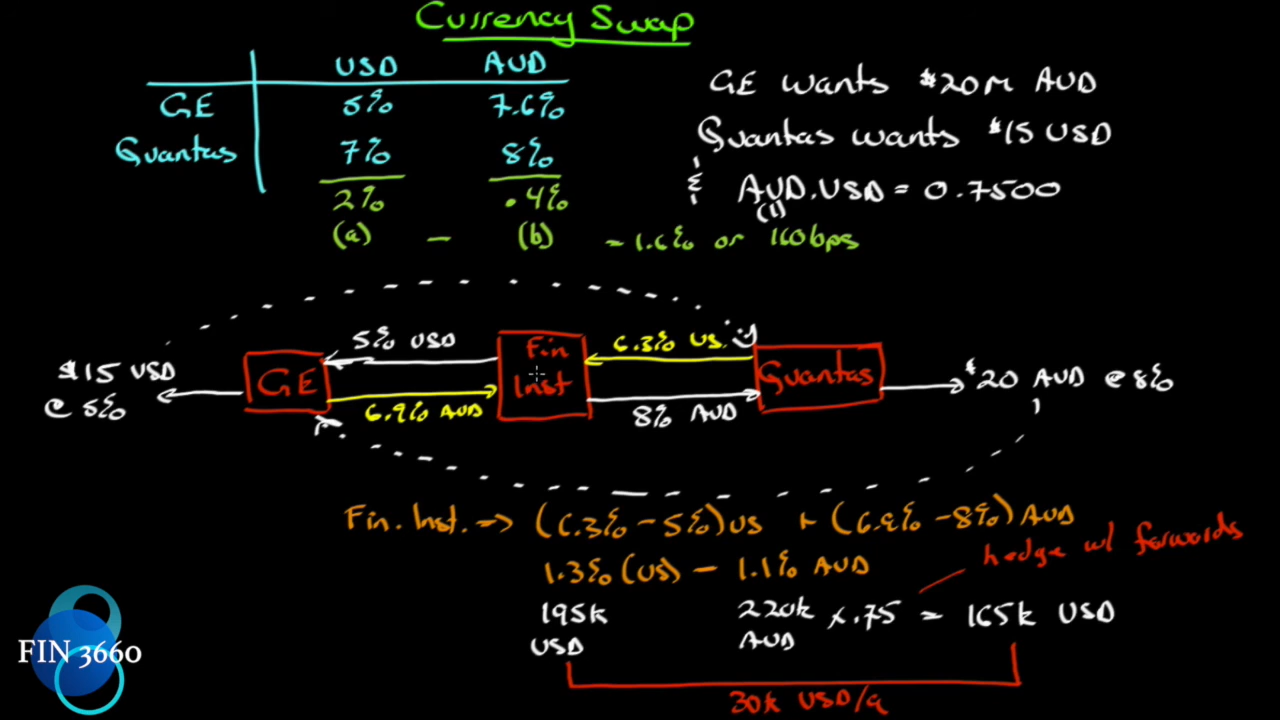 Currency Swap
USD AUD
GE 5% 7.6%
Quantas 7% 8%
2% .4%
(a) - (b) = 1.6% or 160bps
GE wants $20M AUD
Quantas wants $15 USD
& AUD.USD = 0.7500
(1)
$15 USD
@ 5%
GE
5% USD
6.9% AUD
Fin
Inst
6.3% US
8% AUD
Quantas
$20 AUD @ 8%
Fin. Inst. → (6.3% - 5%)US + (6.9% - 8%)AUD
1.3% (US) - 1.1% AUD
hedge w/ forwards
195k 220k x .75 = 165k USD
USD AUD
30k USD/a
FIN 3660